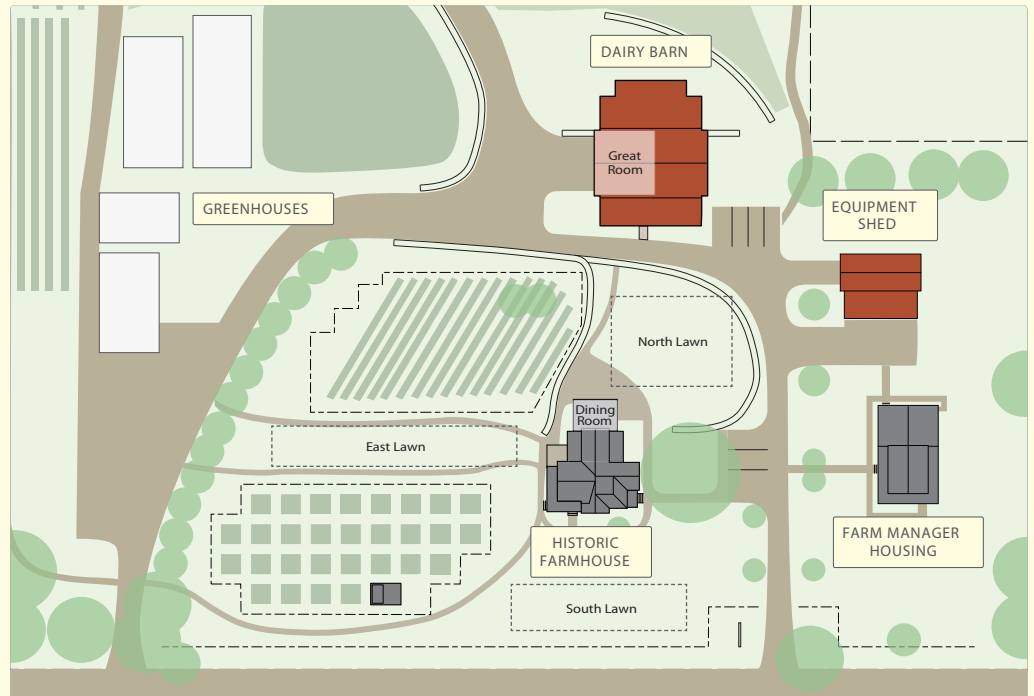 DAIRY BARN
Great
Room
GREENHOUSES
EQUIPMENT
SHED
North Lawn
Dining
Room
East Lawn
HISTORIC
FARMHOUSE
FARM MANAGER
HOUSING
South Lawn